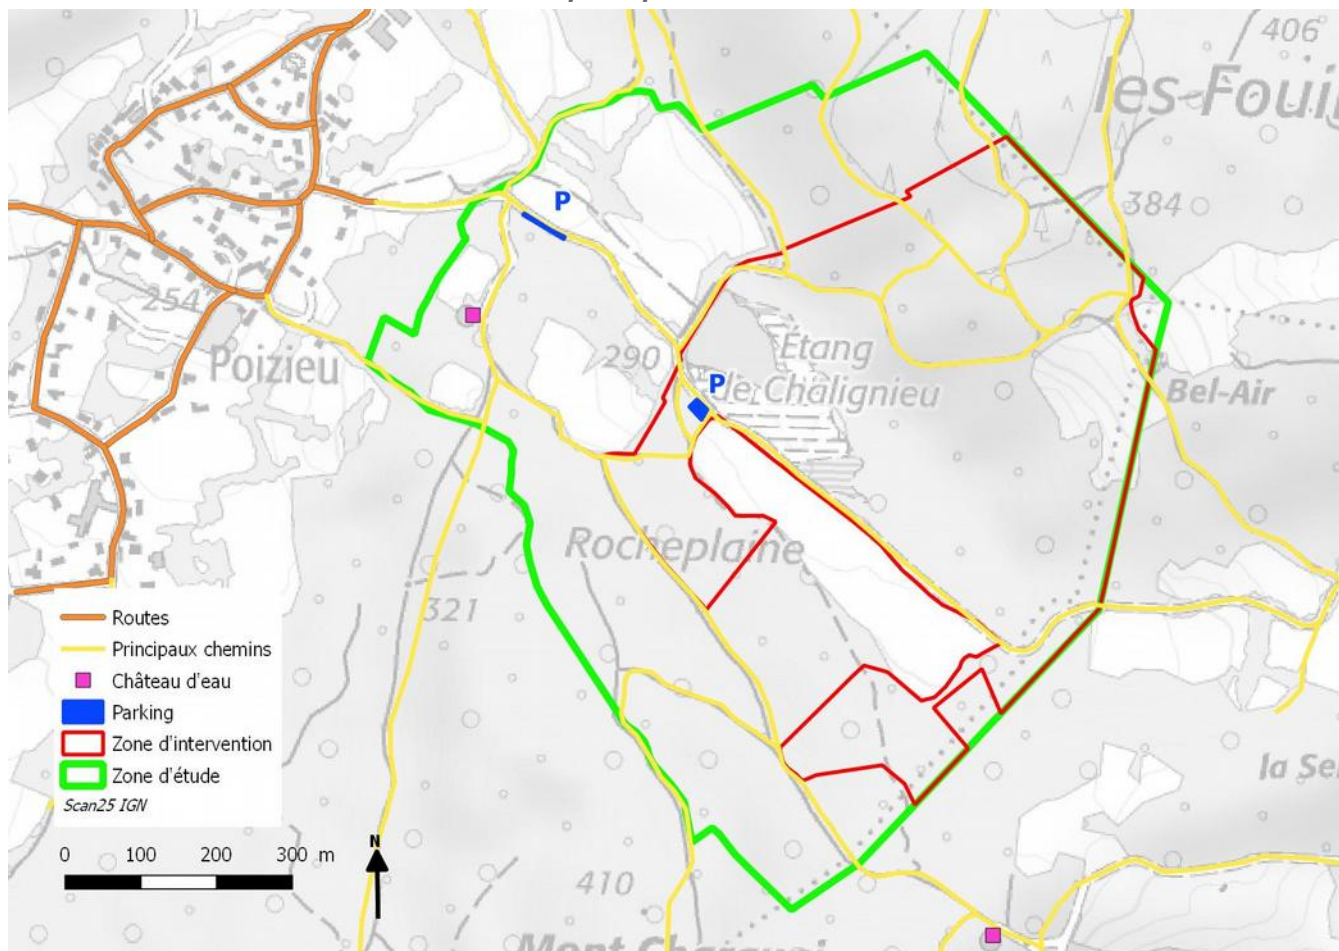 406
les-Foui
384
P
254
Poizieu
290
Étang
de Chalignieu
P
Bel-Air
Rocheplaine
321
Routes
Principaux chemins
Château d'eau
Parking
Zone d'intervention
Zone d'étude
Scan25 IGN
la Se
N
0 100 200 300 m
410